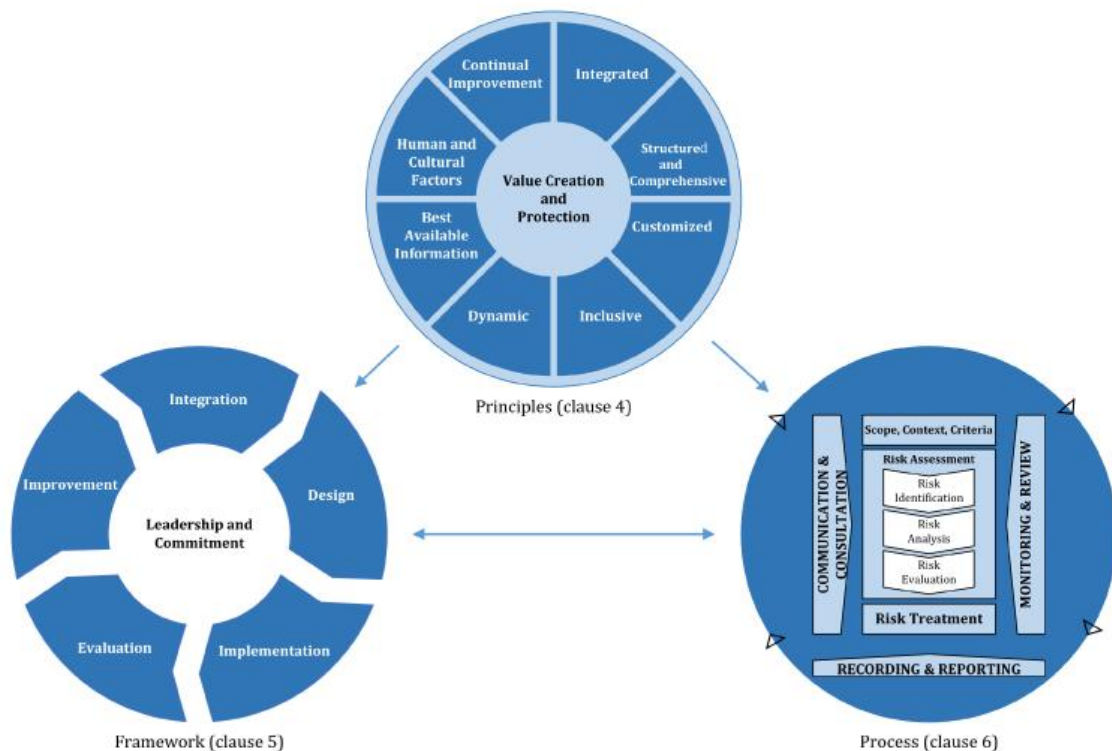 Continual
Improvement
Integrated
Human and
Cultural
Factors
Structured
and
Comprehensive
Value Creation
and
Protection
Best
Available
Information
Customized
Dynamic
Inclusive
Principles (clause 4)
Integration
Improvement
Design
Leadership and
Commitment
Evaluation
Implementation
Framework (clause 5)
Scope, Context, Criteria
Risk Assessment
Risk
Identification
Risk
Analysis
Risk
Evaluation
Risk Treatment
COMMUNICATION &
CONSULTATION
MONITORING & REVIEW
RECORDING & REPORTING
Process (clause 6)